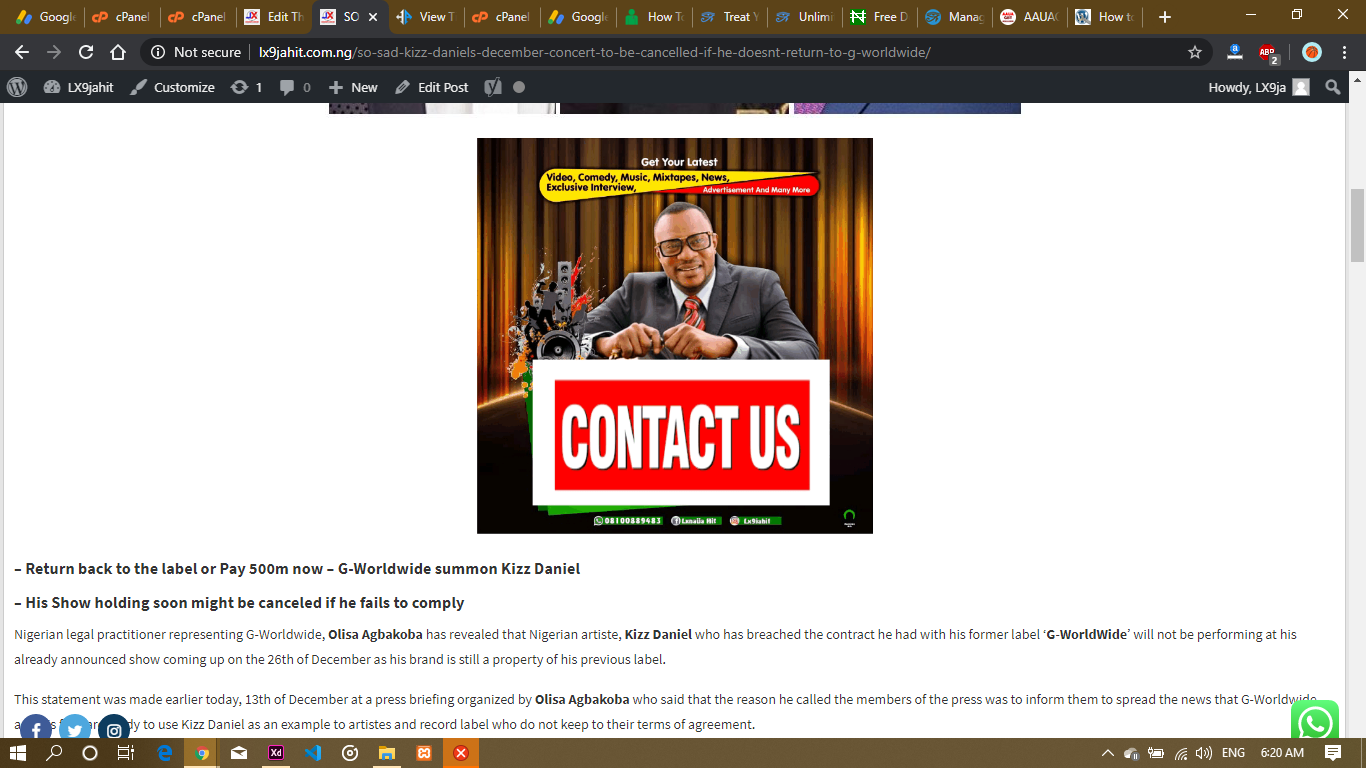 Google
cPanel
cPanel
Edit Th
SO
View T
cPanel
Google
How To
Treat Y
Unlimi
Free D
Manag
AAUAC
How to
Not secure
lx9jahit.com.ng/so-sad-kizz-daniels-december-concert-to-be-cancelled-if-he-doesnt-return-to-g-worldwide/
ABP
2
LX9jahit
Customize
1
0
New
Edit Post
Howdy, LX9ja
Get Your Latest
Video, Comedy, Music, Mixtapes, News,
Exclusive Interview,
Advertisement And Many More
CONTACT US
08100889483
Lxnaija Hit
Lx9jahit
– Return back to the label or Pay 500m now – G-Worldwide summon Kizz Daniel
– His Show holding soon might be canceled if he fails to comply
Nigerian legal practitioner representing G-Worldwide, Olisa Agbakoba has revealed that Nigerian artiste, Kizz Daniel who has breached the contract he had with his former label ‘G-WorldWide’ will not be performing at his
already announced show coming up on the 26th of December as his brand is still a property of his previous label.
This statement was made earlier today, 13th of December at a press briefing organized by Olisa Agbakoba who said that the reason he called the members of the press was to inform them to spread the news that G-Worldwide
to use Kizz Daniel as an example to artistes and record label who do not keep to their terms of agreement.
Xd
ENG
6:20 AM